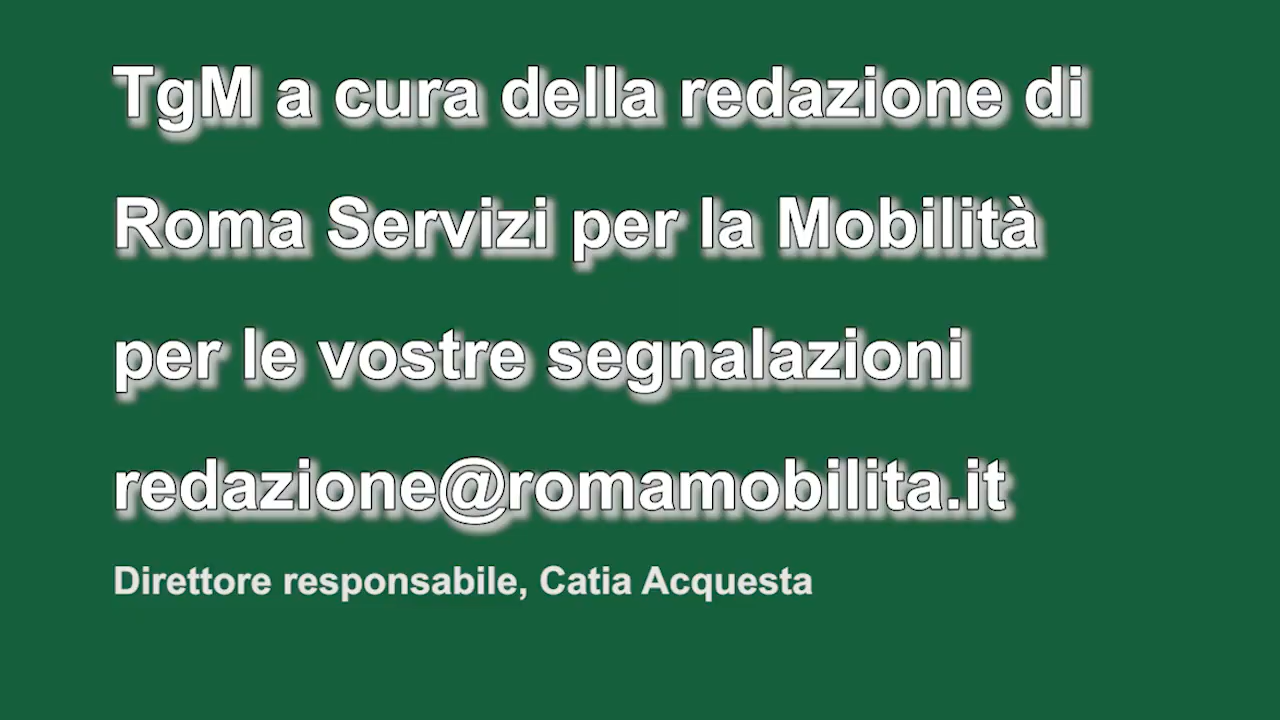 TgM a cura della redazione di
Roma Servizi per la Mobilità
per le vostre segnalazioni
redazione@romamobilita.it
Direttore responsabile, Catia Acquesta